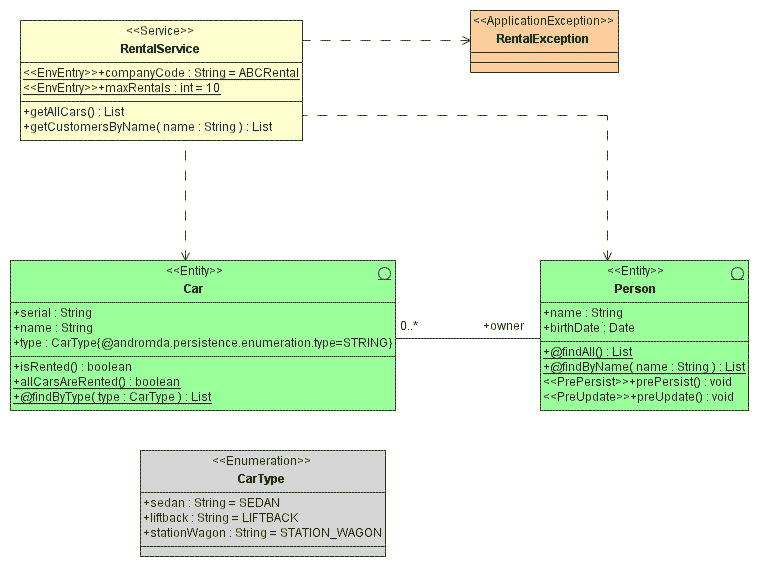 <<Service>>
RentalService
<<EnvEntry>>+companyCode : String = ABCRental
<<EnvEntry>>+maxRentals : int = 10
+getAllCars() : List
+getCustomersByName( name : String ) : List
<<ApplicationException>>
RentalException
<<Entity>>
Car
+serial : String
+name : String
+type : CarType{@andromda.persistence.enumeration.type=STRING}
+isRented() : boolean
+allCarsAreRented() : boolean
+@findByType( type : CarType ) : List
0..*
+owner
<<Entity>>
Person
+name : String
+birthDate : Date
+@findAll() : List
+@findByName( name : String ) : List
<<PrePersist>>+prePersist() : void
<<PreUpdate>>+preUpdate() : void
<<Enumeration>>
CarType
+sedan : String = SEDAN
+liftback : String = LIFTBACK
+stationWagon : String = STATION_WAGON